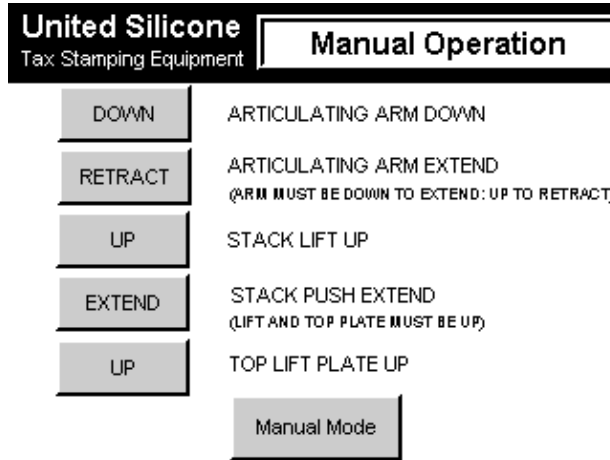 United Silicone
Tax Stamping Equipment
Manual Operation
DOWN ARTICULATING ARM DOWN
RETRACT ARTICULATING ARM EXTEND
(ARM MUST BE DOWN TO EXTEND: UP TO RETRACT)
UP STACK LIFT UP
EXTEND STACK PUSH EXTEND
(LIFT AND TOP PLATE MUST BE UP)
UP TOP LIFT PLATE UP
Manual Mode